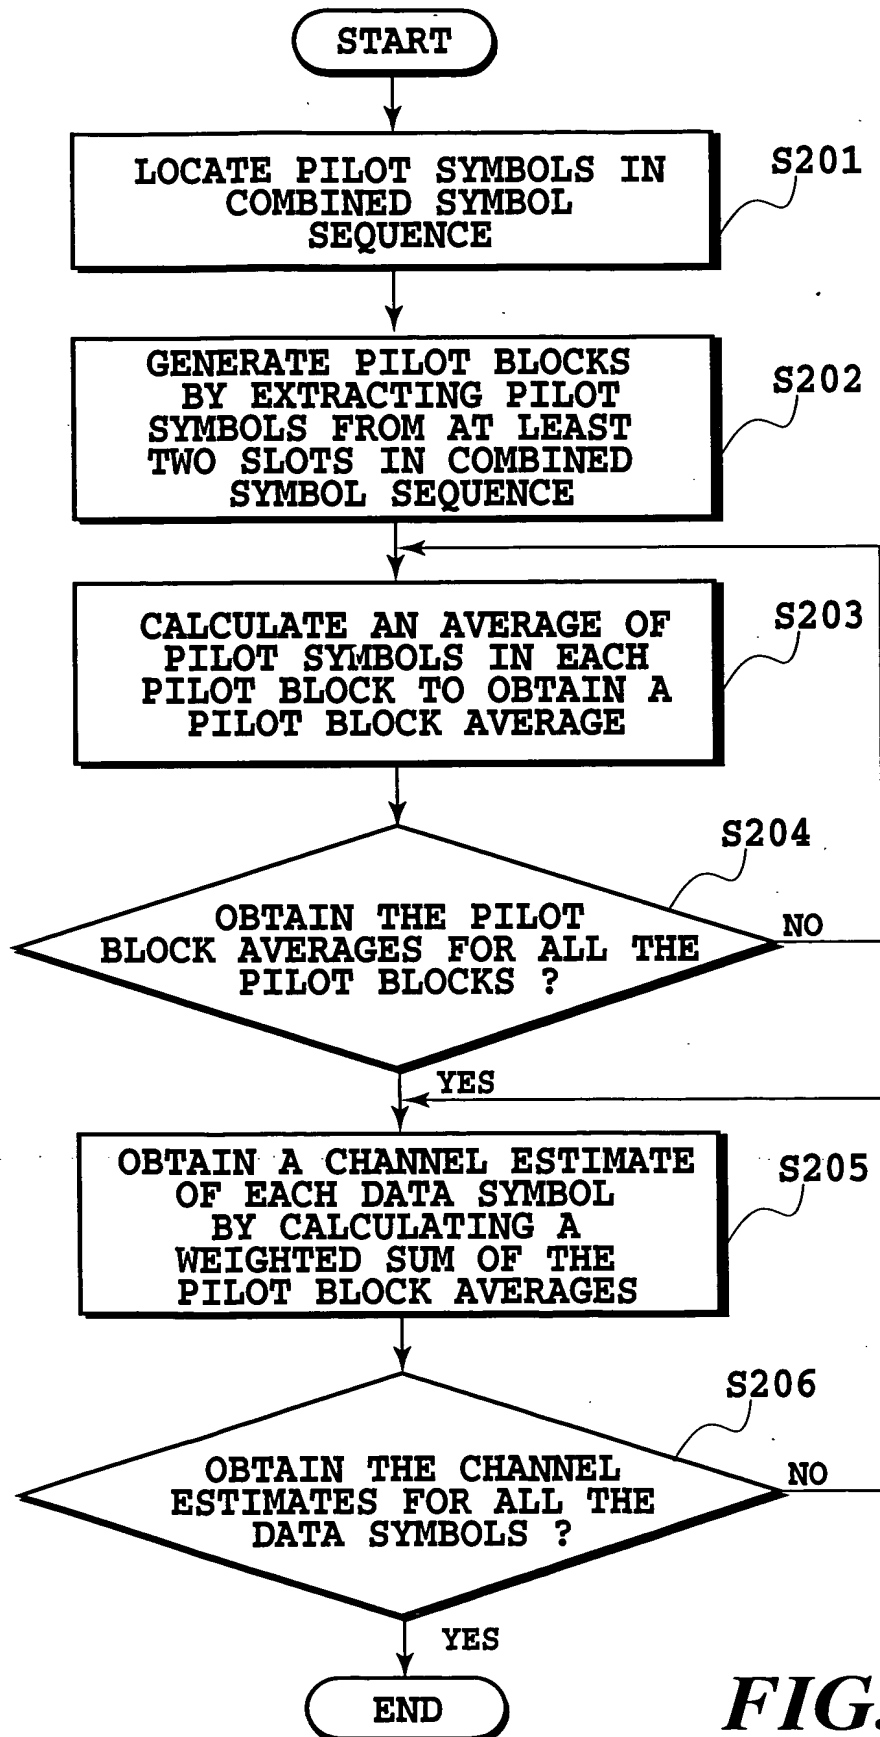 START
LOCATE PILOT SYMBOLS IN
COMBINED SYMBOL
SEQUENCE
S201
GENERATE PILOT BLOCKS
BY EXTRACTING PILOT
SYMBOLS FROM AT LEAST
TWO SLOTS IN COMBINED
SYMBOL SEQUENCE
S202
CALCULATE AN AVERAGE OF
PILOT SYMBOLS IN EACH
PILOT BLOCK TO OBTAIN A
PILOT BLOCK AVERAGE
S203
S204
OBTAIN THE PILOT
BLOCK AVERAGES FOR ALL THE
PILOT BLOCKS ?
NO
YES
OBTAIN A CHANNEL ESTIMATE
OF EACH DATA SYMBOL
BY CALCULATING A
WEIGHTED SUM OF THE
PILOT BLOCK AVERAGES
S205
S206
OBTAIN THE CHANNEL
ESTIMATES FOR ALL THE
DATA SYMBOLS ?
NO
YES
END
FIG.